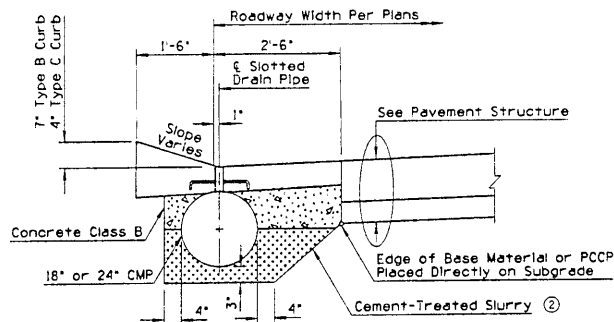 Roadway Width Per Plans
1'-6"
2'-6"
7" Type B Curb
4" Type C Curb
℄ Slotted
Drain Pipe
1"
Slope
Varies
See Pavement Structure
Concrete Class B
18" or 24" CMP
4"
3"
4"
Edge of Base Material or PCCP
Placed Directly on Subgrade
Cement-Treated Slurry ②